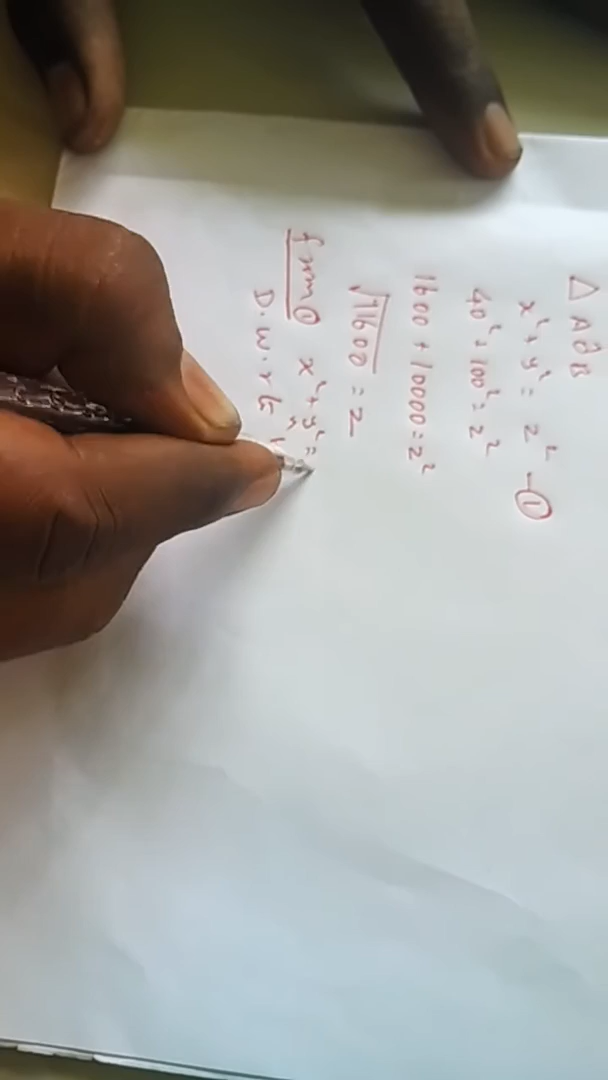 Δ AOB
x² + y² = z² -①
40² + 100² = z²
1600 + 10000 = z²
√11600 = z
from ① x² + y² =
D. w. r. t.